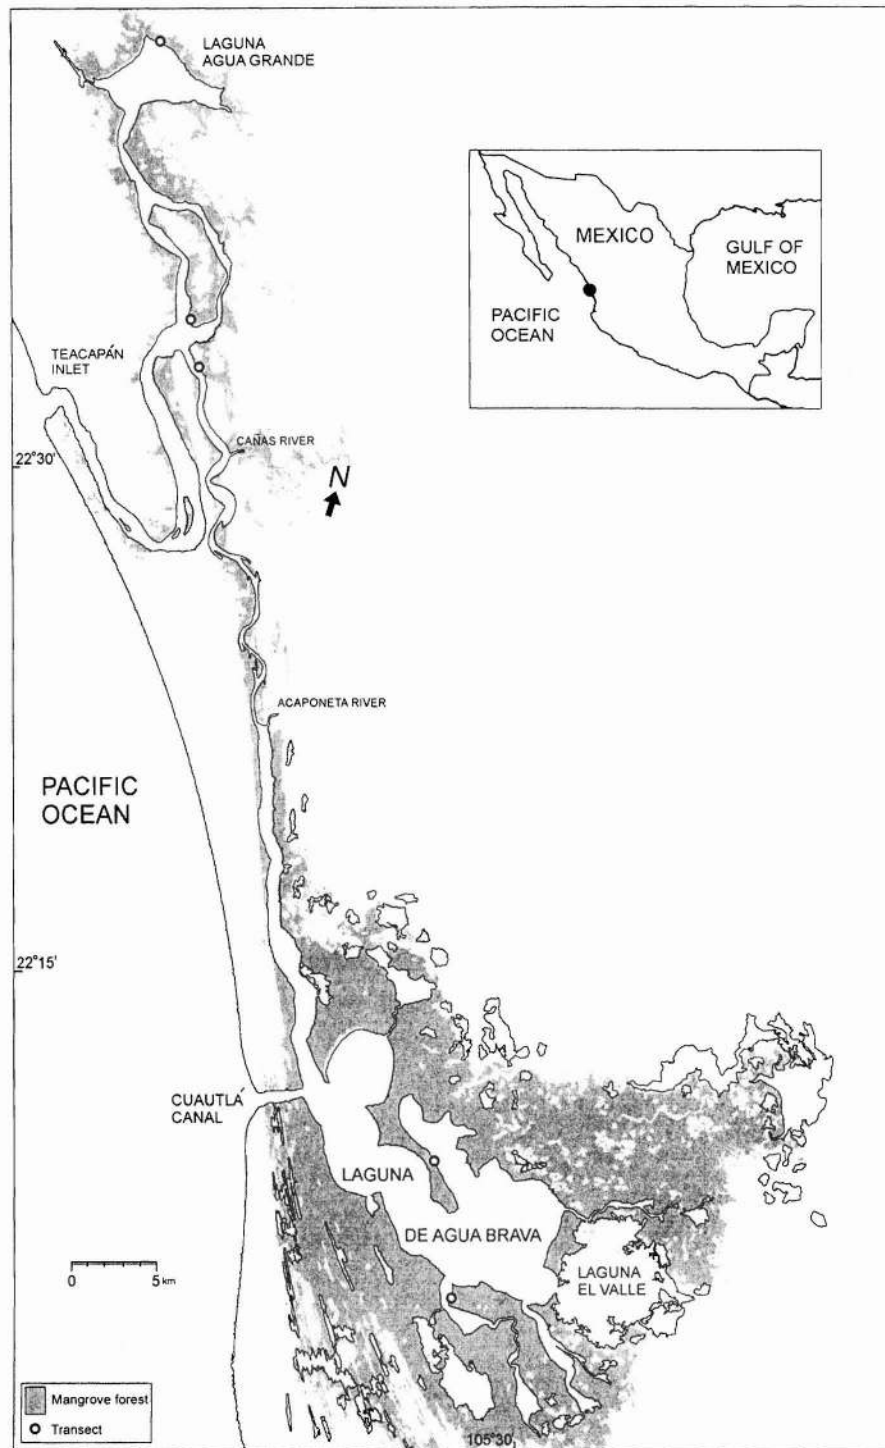 LAGUNA
AGUA GRANDE
MEXICO
GULF OF
MEXICO
PACIFIC
OCEAN
TEACAPÁN
INLET
CAÑAS RIVER
22°30'
N
ACAPONETA RIVER
PACIFIC
OCEAN
22°15'
CUAUTLÁ
CANAL
LAGUNA
DE AGUA BRAVA
LAGUNA
EL VALLE
0 5 km
Mangrove forest
Transect
105°30'